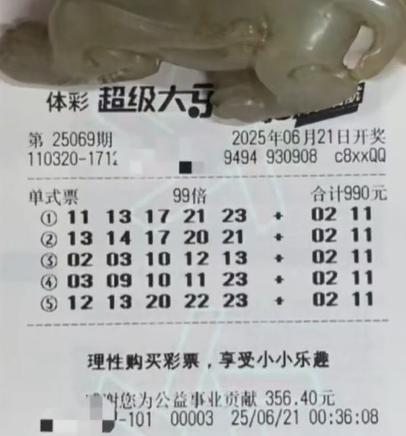 体彩 超级大
第 25069期 2025年06月21日开奖
110320-1712 9494 930908 c8xxQQ
单式票 99倍 合计990元
① 11 13 17 21 23 + 02 11
② 13 14 17 20 21 + 02 11
③ 02 03 10 12 13 + 02 11
④ 03 09 10 11 23 + 02 11
⑤ 12 13 20 22 23 + 02 11
理性购买彩票，享受小小乐趣
谢您为公益事业贡献 356.40元
-101 00003 25/06/21 00:36:08